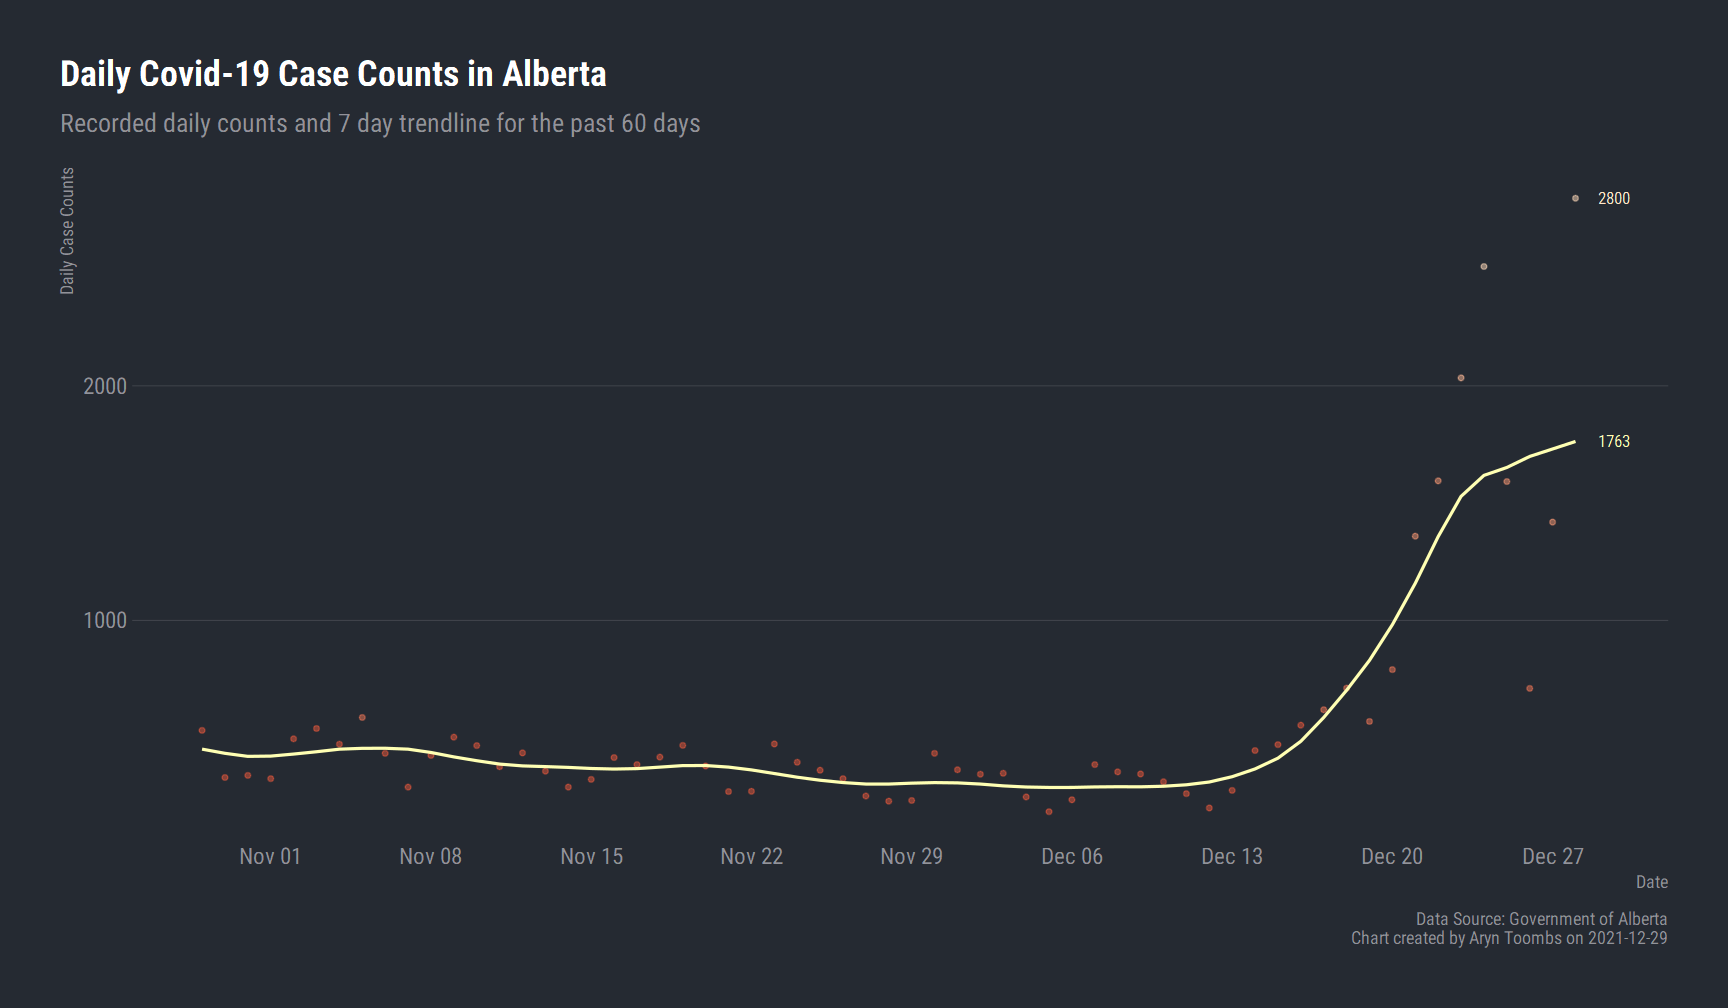 Daily Covid-19 Case Counts in Alberta
Recorded daily counts and 7 day trendline for the past 60 days
Daily Case Counts
2800
2000
1763
1000
Nov 01 Nov 08 Nov 15 Nov 22 Nov 29 Dec 06 Dec 13 Dec 20 Dec 27
Date
Data Source: Government of Alberta
Chart created by Aryn Toombs on 2021-12-29